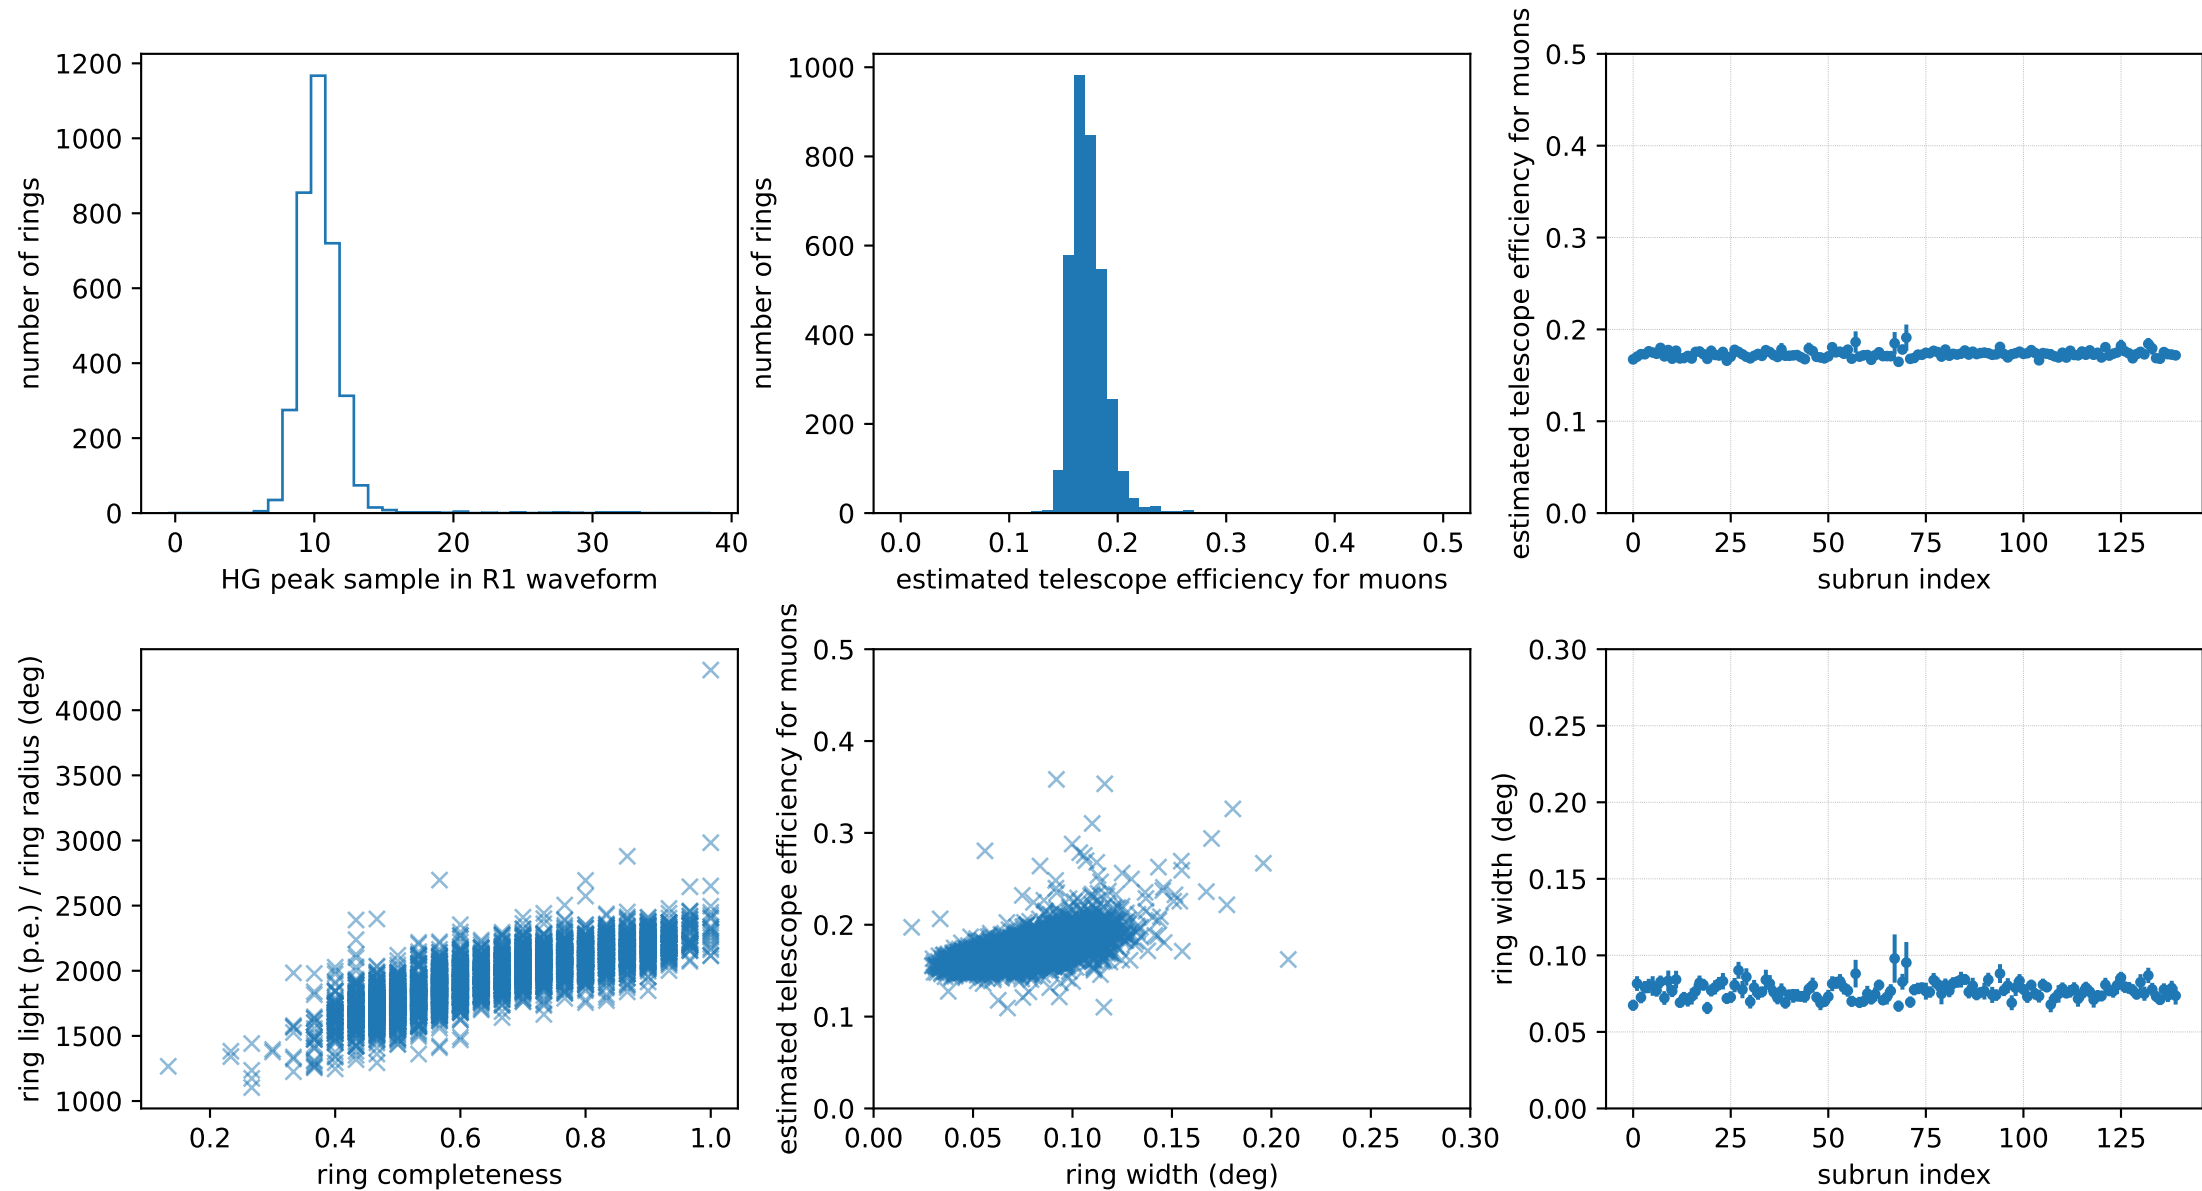 number of rings
1200
1000
800
600
400
200
0
0 10 20 30 40
HG peak sample in R1 waveform
number of rings
1000
800
600
400
200
0
0.0 0.1 0.2 0.3 0.4 0.5
estimated telescope efficiency for muons
estimated telescope efficiency for muons
0.5
0.4
0.3
0.2
0.1
0.0
0 25 50 75 100 125
subrun index
ring light (p.e.) / ring radius (deg)
4000
3500
3000
2500
2000
1500
1000
0.2 0.4 0.6 0.8 1.0
ring completeness
estimated telescope efficiency for muons
0.5
0.4
0.3
0.2
0.1
0.0
0.00 0.05 0.10 0.15 0.20 0.25 0.30
ring width (deg)
ring width (deg)
0.30
0.25
0.20
0.15
0.10
0.05
0.00
0 25 50 75 100 125
subrun index